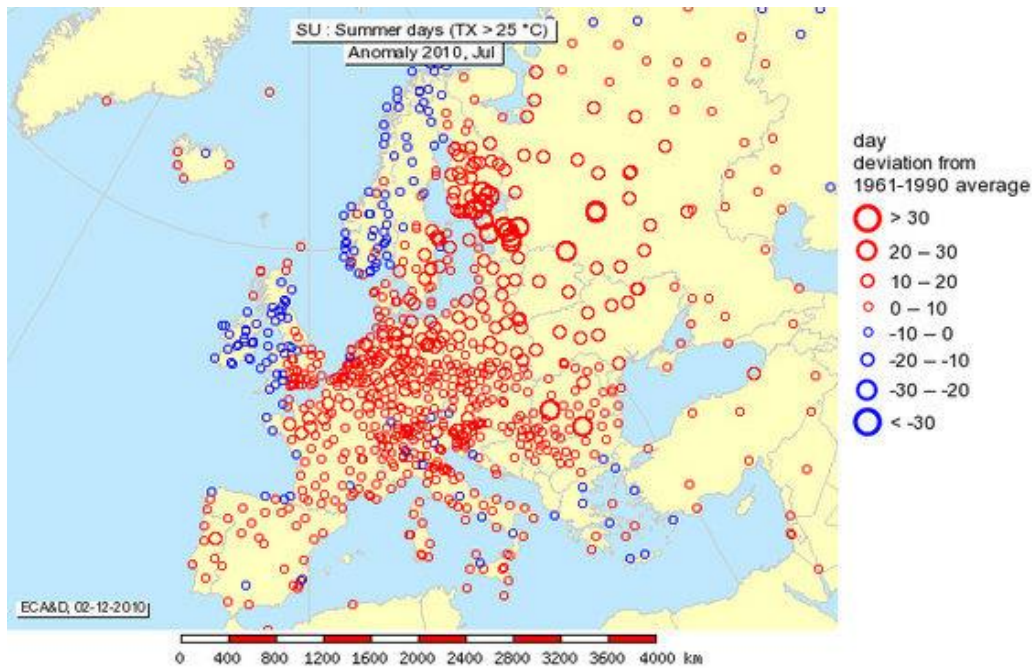 SU : Summer days (TX > 25 °C)
Anomaly 2010, Jul
day
deviation from
1961-1990 average
> 30
20 – 30
10 – 20
0 – 10
-10 – 0
-20 – -10
-30 – -20
< -30
ECA&D, 02-12-2010
0 400 800 1200 1600 2000 2400 2800 3200 3600 4000 km